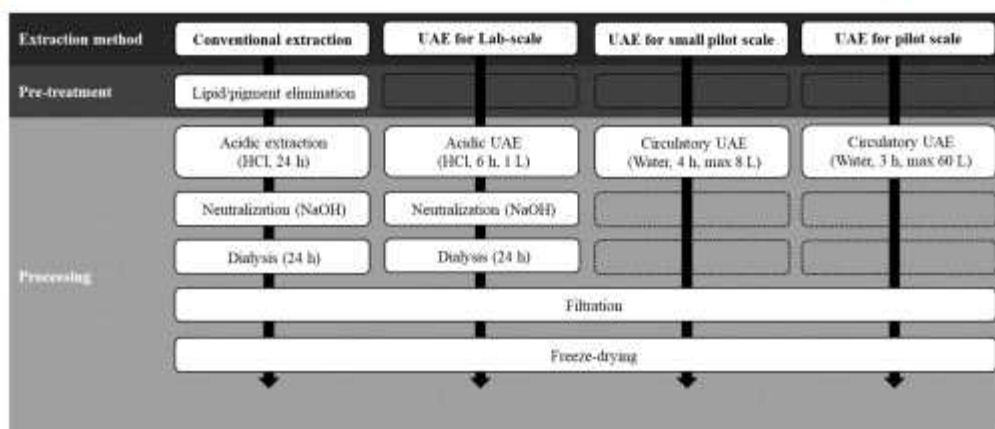 Extraction method
Conventional extraction
UAE for Lab-scale
UAE for small pilot scale
UAE for pilot scale
Pre-treatment
Lipid/pigment elimination
Acidic extraction
(HCl, 24 h)
Acidic UAE
(HCl, 6 h, 1 L)
Circulatory UAE
(Water, 4 h, max 8 L)
Circulatory UAE
(Water, 3 h, max 60 L)
Neutralization (NaOH)
Neutralization (NaOH)
Dialysis (24 h)
Dialysis (24 h)
Processing
Filtration
Freeze-drying